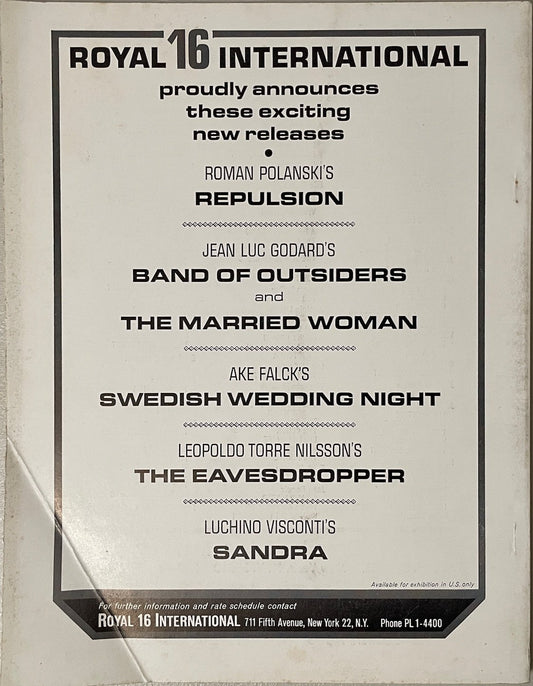 ROYAL 16 INTERNATIONAL
proudly announces
these exciting
new releases
•
ROMAN POLANSKI'S
REPULSION
JEAN LUC GODARD'S
BAND OF OUTSIDERS
and
THE MARRIED WOMAN
AKE FALCK'S
SWEDISH WEDDING NIGHT
LEOPOLDO TORRE NILSSON'S
THE EAVESDROPPER
LUCHINO VISCONTI'S
SANDRA
Available for exhibition in U.S. only
For further information and rate schedule contact
ROYAL 16 INTERNATIONAL 711 Fifth Avenue, New York 22, N.Y. Phone PL 1-4400